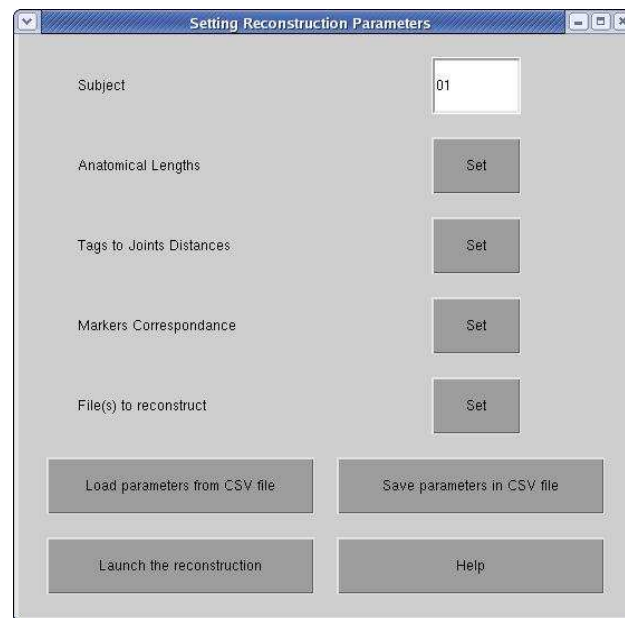 Setting Reconstruction Parameters
Subject 01
Anatomical Lengths Set
Tags to Joints Distances Set
Markers Correspondance Set
File(s) to reconstruct Set
Load parameters from CSV file Save parameters in CSV file
Launch the reconstruction Help